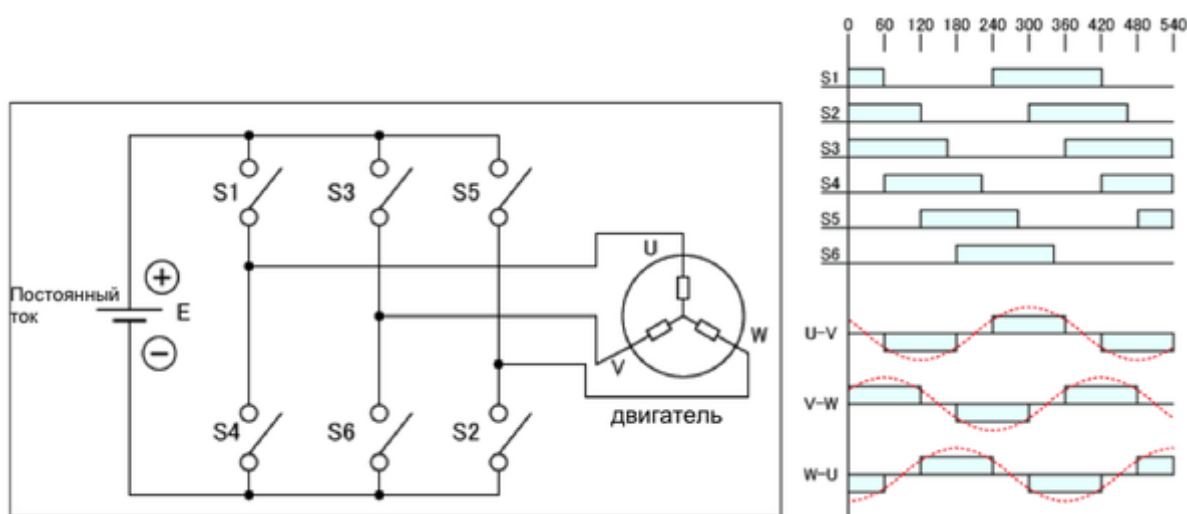 S1 S3 S5
U
Постоянный
ток
+
E
−
W
V
двигатель
S4 S6 S2
0 60 120 180 240 300 360 420 480 540
S1
S2
S3
S4
S5
S6
U-V
V-W
W-U